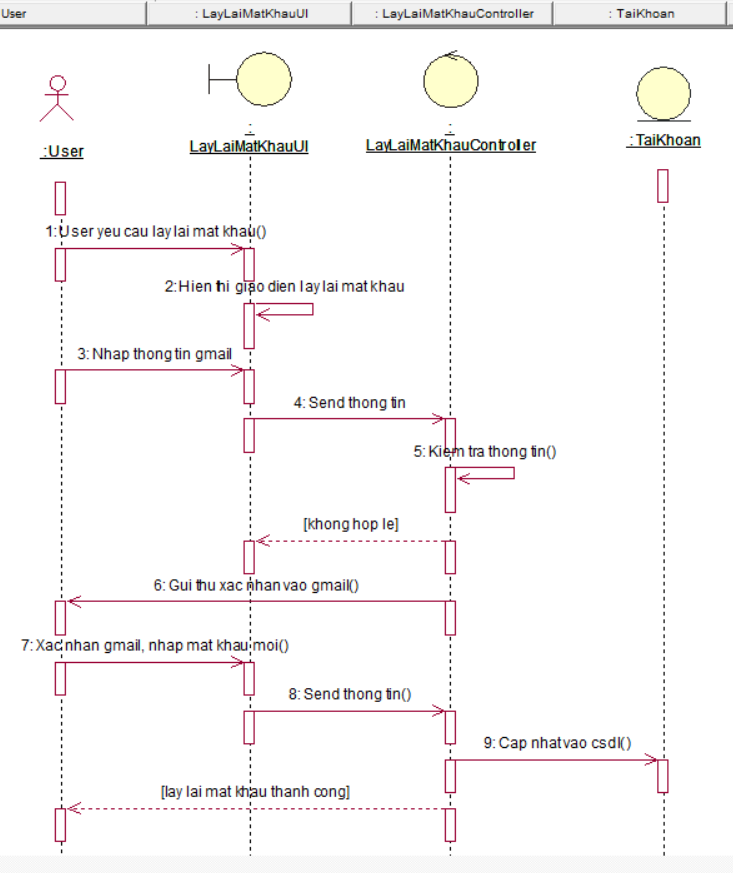 User
: LayLaiMatKhauUI
: LayLaiMatKhauController
: TaiKhoan
:User
:
LayLaiMatKhauUI
:
LayLaiMatKhauController
: TaiKhoan
1: User yeu cau lay lai mat khau()
2: Hien thi giao dien lay lai mat khau
3: Nhap thong tin gmail
4: Send thong tin
5: Kiem tra thong tin()
[khong hop le]
6: Gui thu xac nhan vao gmail()
7: Xac nhan gmail, nhap mat khau moi()
8: Send thong tin()
9: Cap nhat vao csdl()
[lay lai mat khau thanh cong]